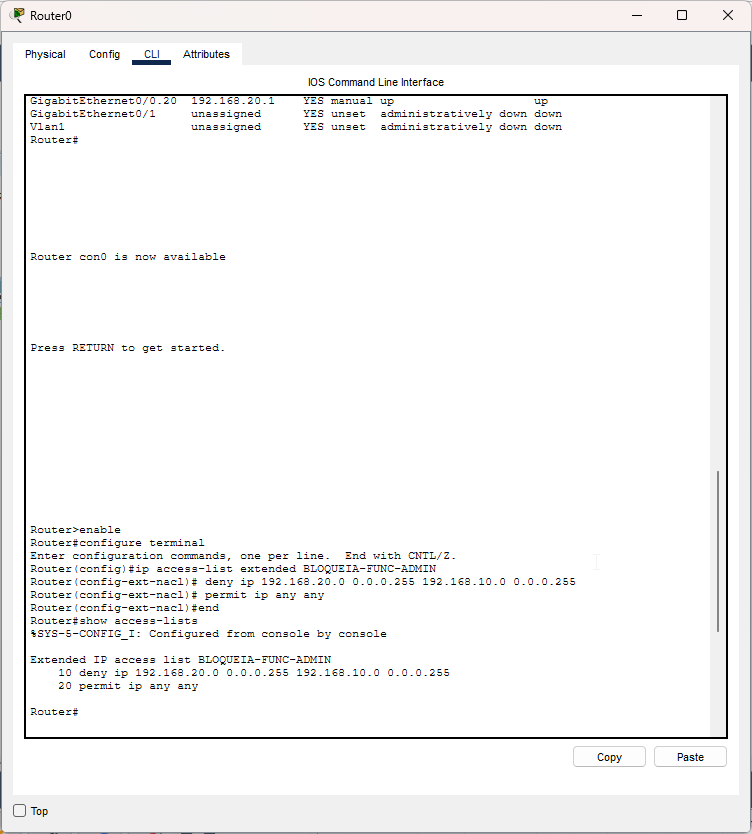 Router0
Physical Config CLI Attributes
IOS Command Line Interface
GigabitEthernet0/0.20  192.168.20.1    YES manual up                    up
GigabitEthernet0/1     unassigned      YES unset  administratively down down
Vlan1                  unassigned      YES unset  administratively down down
Router#
Router con0 is now available
Press RETURN to get started.
Router>enable
Router#configure terminal
Enter configuration commands, one per line.  End with CNTL/Z.
Router(config)#ip access-list extended BLOQUEIA-FUNC-ADMIN
Router(config-ext-nacl)# deny ip 192.168.20.0 0.0.0.255 192.168.10.0 0.0.0.255
Router(config-ext-nacl)# permit ip any any
Router(config-ext-nacl)#end
Router#show access-lists
%SYS-5-CONFIG_I: Configured from console by console
Extended IP access list BLOQUEIA-FUNC-ADMIN
    10 deny ip 192.168.20.0 0.0.0.255 192.168.10.0 0.0.0.255
    20 permit ip any any
Router#
Copy Paste
Top